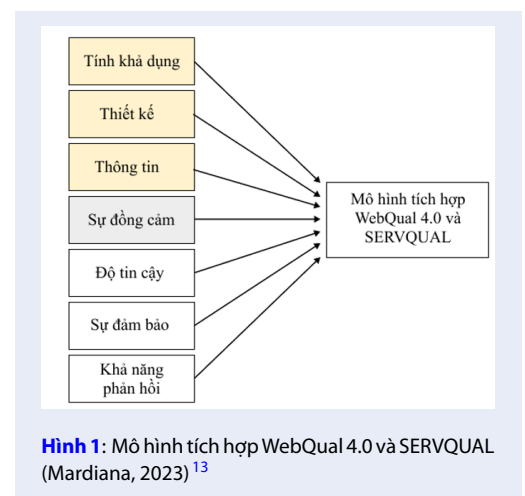 Tính khả dụng
Thiết kế
Thông tin
Sự đồng cảm
Độ tin cậy
Sự đảm bảo
Khả năng
phản hồi
Mô hình tích hợp
WebQual 4.0 và
SERVQUAL
Hình 1: Mô hình tích hợp WebQual 4.0 và SERVQUAL
(Mardiana, 2023) 13